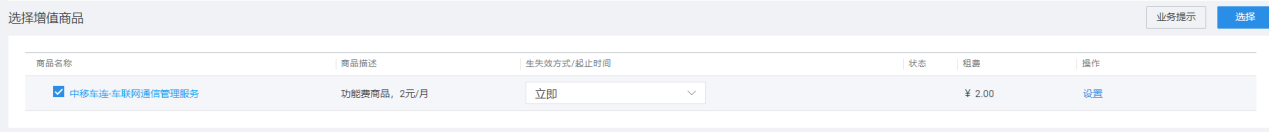 选择增值商品 业务提示 选择
商品名称 商品描述 生失效方式/起止时间 状态 租费 操作
中移车连-车联网通信管理服务 功能费商品，2元/月 立即 ¥ 2.00 设置